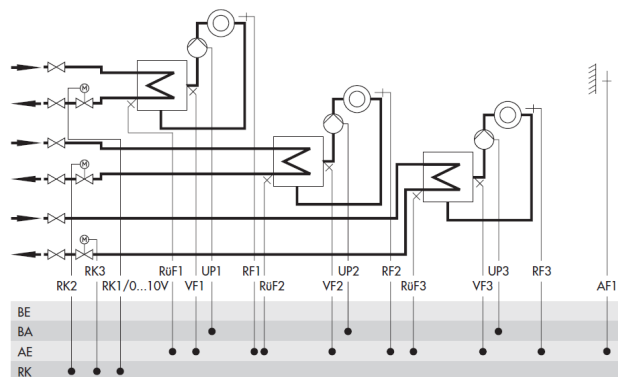 M
M
M
RK3 RüF1 UP1 RF1 UP2 RF2 UP3 RF3
RK2 RK1/0...10V VF1 RüF2 VF2 RüF3 VF3 AF1
BE
BA
AE
RK